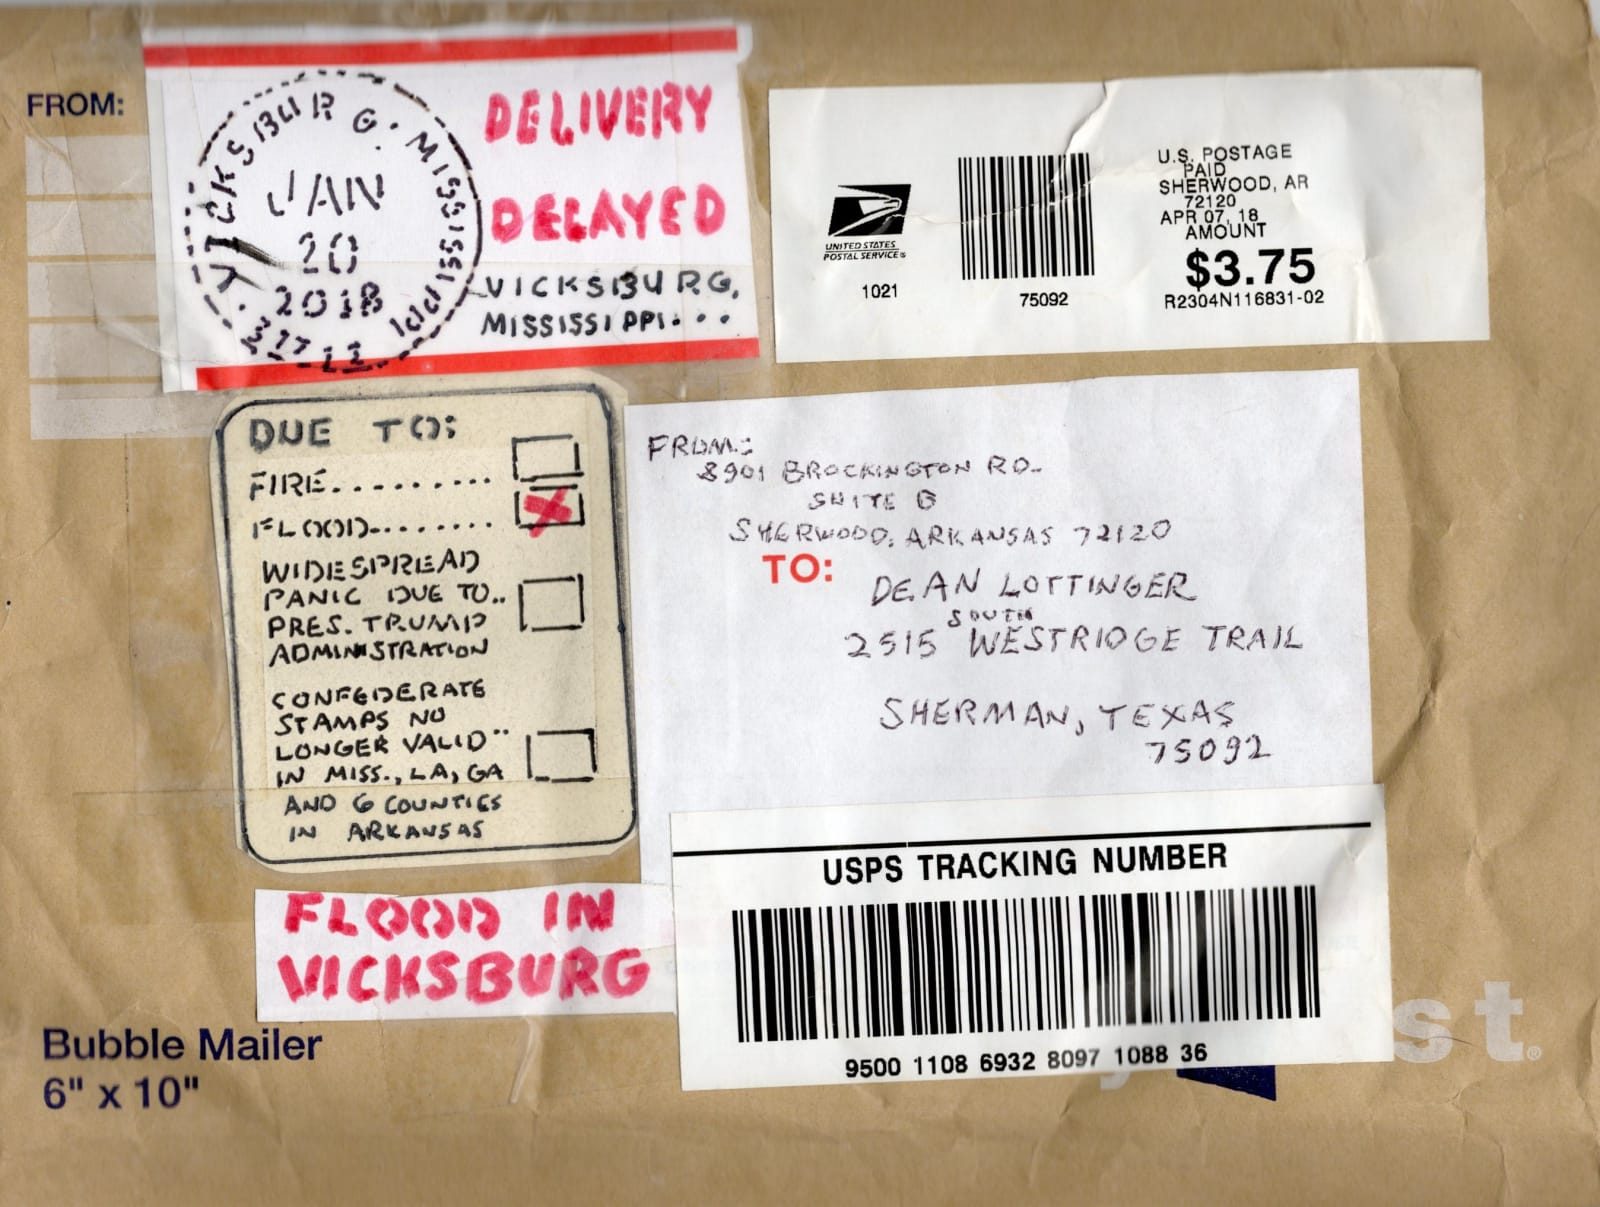 FROM:
VICKSBURG. MISSISSIPPI
JAN
20
2018
DELIVERY
DELAYED
VICKSBURG,
MISSISSIPPI...
UNITED STATES
POSTAL SERVICE®
1021
75092
U.S. POSTAGE
PAID
SHERWOOD, AR
72120
APR 07, 18
AMOUNT
$3.75
R2304N116831-02
DUE TO:
FIRE..........
FLOOD........
WIDESPREAD
PANIC DUE TO..
PRES. TRUMP
ADMINISTRATION
CONFEDERATE
STAMPS NO
LONGER VALID..
IN MISS., LA, GA
AND 6 COUNTIES
IN ARKANSAS
FROM:
8901 BROCKINGTON RD.
SUITE G
SHERWOOD, ARKANSAS 72120
TO:
DEAN LOTTINGER
SOUTH
2515 WESTRIDGE TRAIL
SHERMAN, TEXAS
75092
FLOOD IN
VICKSBURG
USPS TRACKING NUMBER
9500 1108 6932 8097 1088 36
st®
Bubble Mailer
6" x 10"